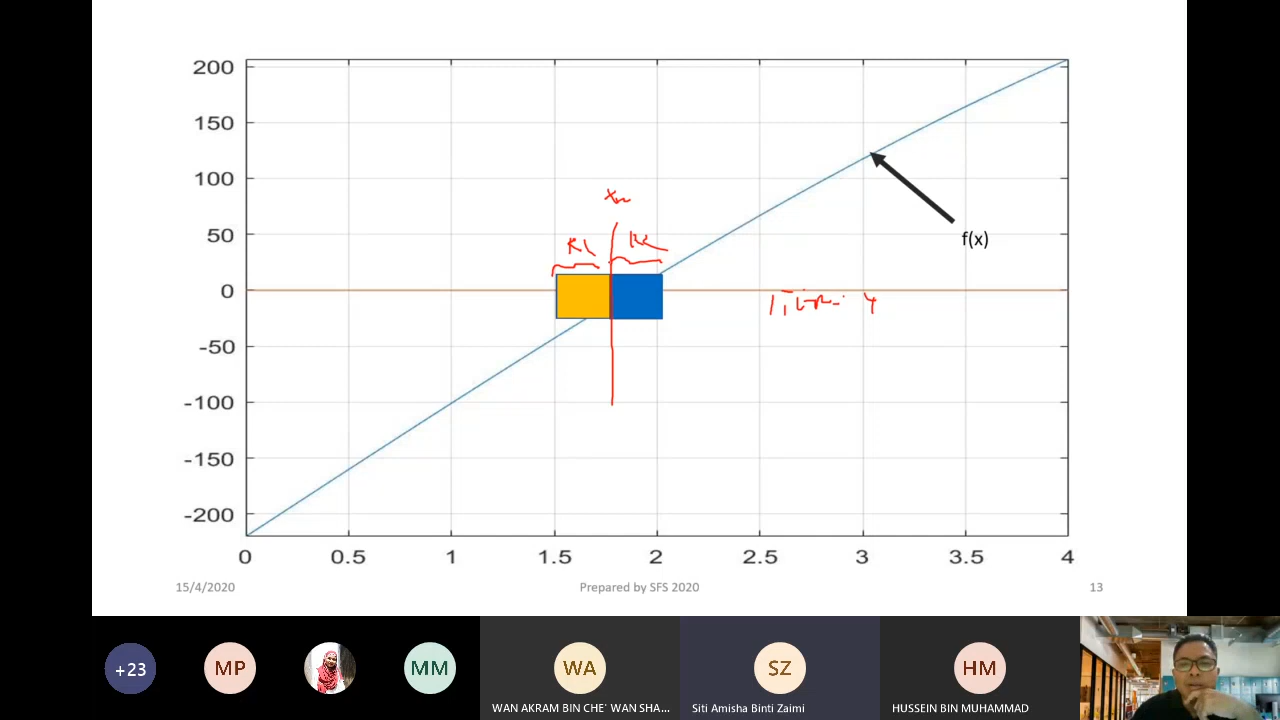 200
150
100
50
0
-50
-100
-150
-200
0 0.5 1 1.5 2 2.5 3 3.5 4
f(x)
15/4/2020 Prepared by SFS 2020 13
+23 MP MM WA SZ HM
WAN AKRAM BIN CHE' WAN SHA... Siti Amisha Binti Zaimi HUSSEIN BIN MUHAMMAD